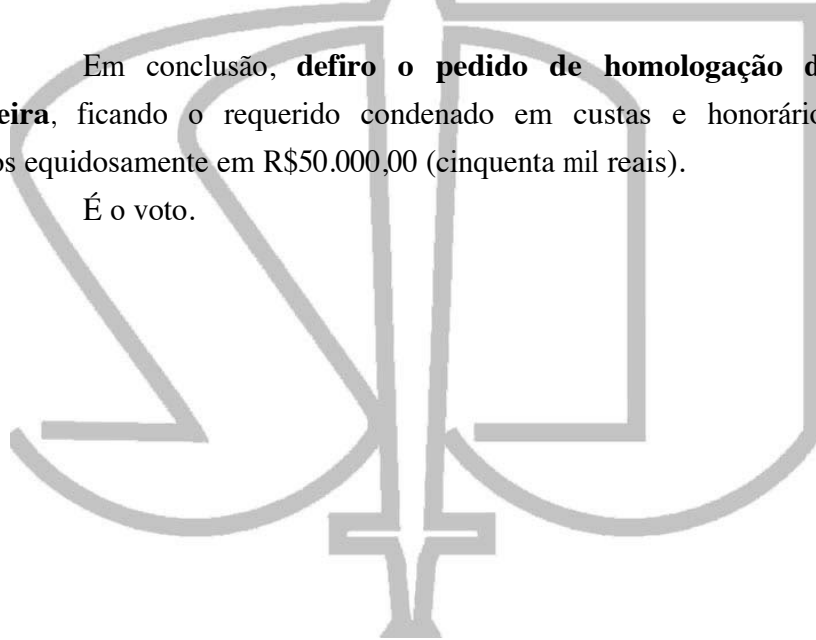 Em conclusão, defiro o pedido de homologação d
eira, ficando o requerido condenado em custas e honorário
os equidosamente em R$50.000,00 (cinquenta mil reais).
É o voto.